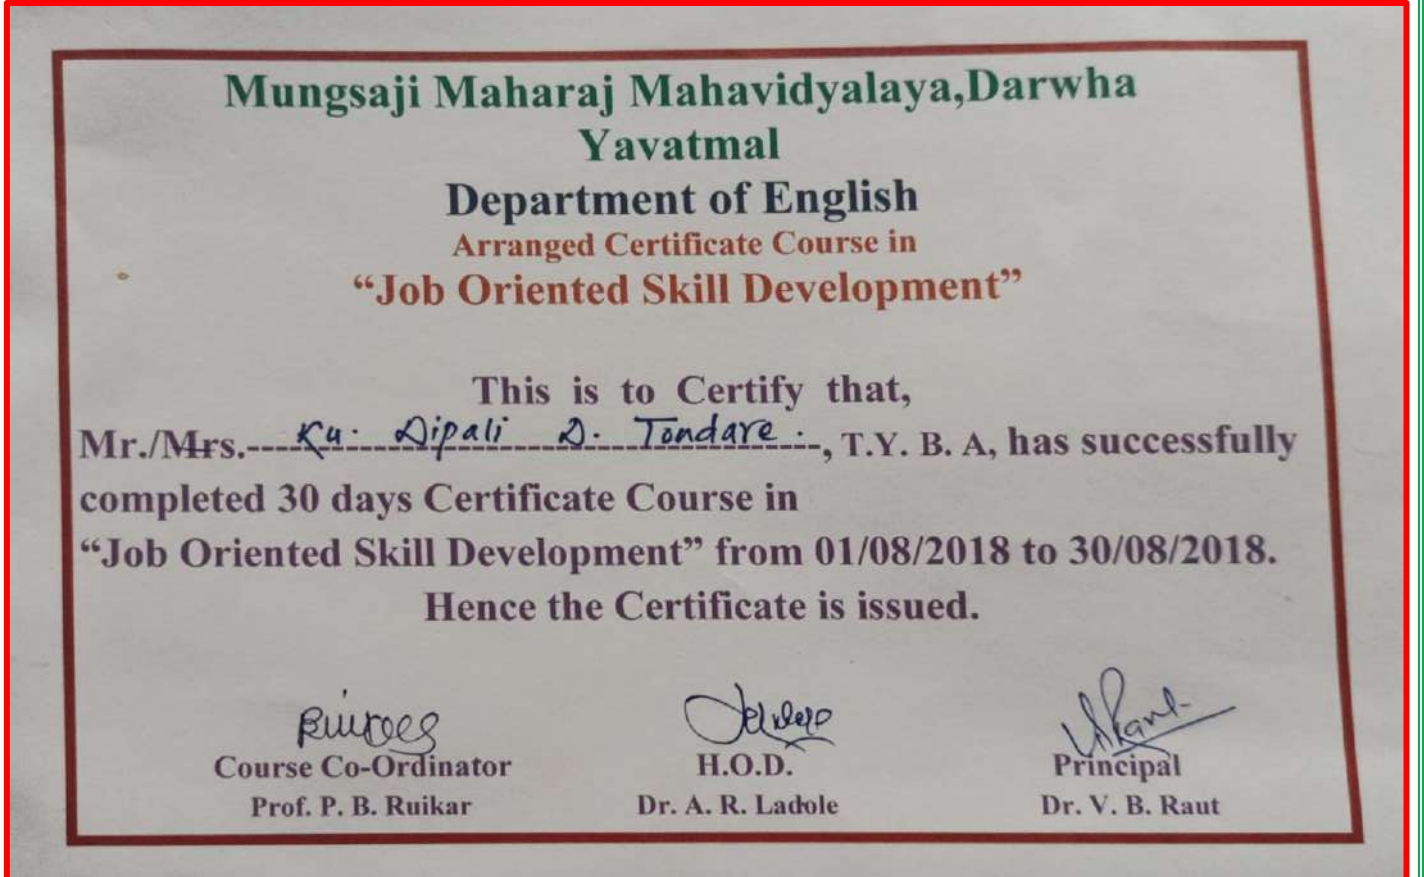 Mungsaji Maharaj Mahavidyalaya,Darwha
Yavatmal
Department of English
Arranged Certificate Course in
“Job Oriented Skill Development”
This is to Certify that,
Mr./Mrs.----Ku. Dipali D. Tondare.--, T.Y. B. A, has successfully
completed 30 days Certificate Course in
“Job Oriented Skill Development” from 01/08/2018 to 30/08/2018.
Hence the Certificate is issued.
Course Co-Ordinator H.O.D. Principal
Prof. P. B. Ruikar Dr. A. R. Ladole Dr. V. B. Raut